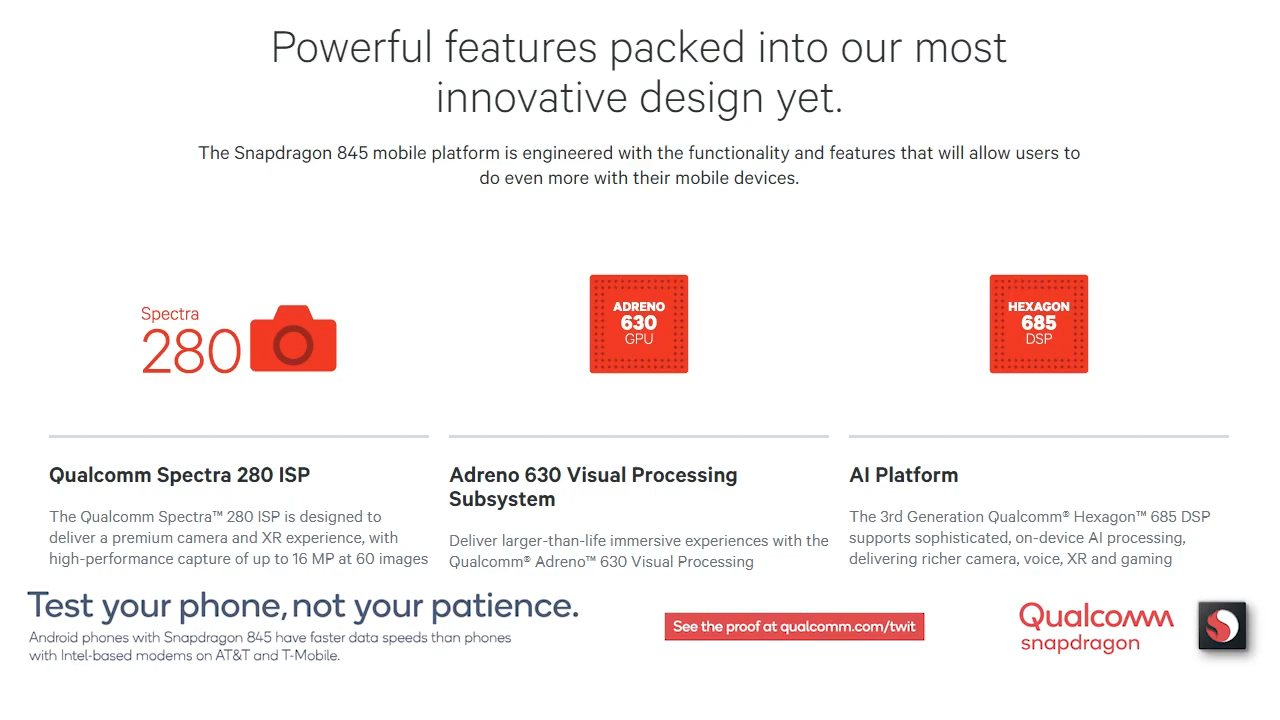 Powerful features packed into our most
innovative design yet.
The Snapdragon 845 mobile platform is engineered with the functionality and features that will allow users to
do even more with their mobile devices.
Spectra
280
ADRENO
630
GPU
HEXAGON
685
DSP
Qualcomm Spectra 280 ISP
The Qualcomm Spectra™ 280 ISP is designed to
deliver a premium camera and XR experience, with
high-performance capture of up to 16 MP at 60 images
Adreno 630 Visual Processing
Subsystem
Deliver larger-than-life immersive experiences with the
Qualcomm® Adreno™ 630 Visual Processing
AI Platform
The 3rd Generation Qualcomm® Hexagon™ 685 DSP
supports sophisticated, on-device AI processing,
delivering richer camera, voice, XR and gaming
Test your phone, not your patience.
Android phones with Snapdragon 845 have faster data speeds than phones
with Intel-based modems on AT&T and T-Mobile.
See the proof at qualcomm.com/twit
Qualcomm
snapdragon